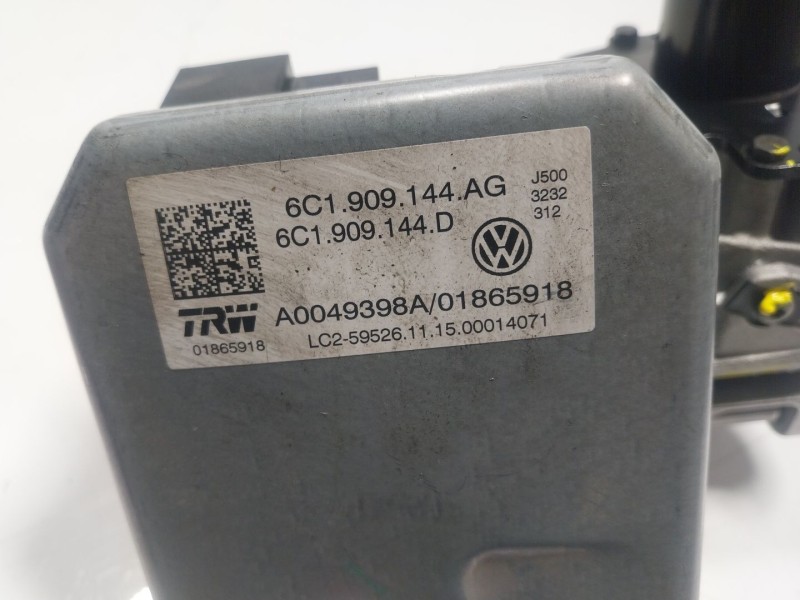 6C1.909.144.AG
6C1.909.144.D
J500
3232
312
VW
TRW
A0049398A/01865918
01865918
LC2-59526.11.15.00014071